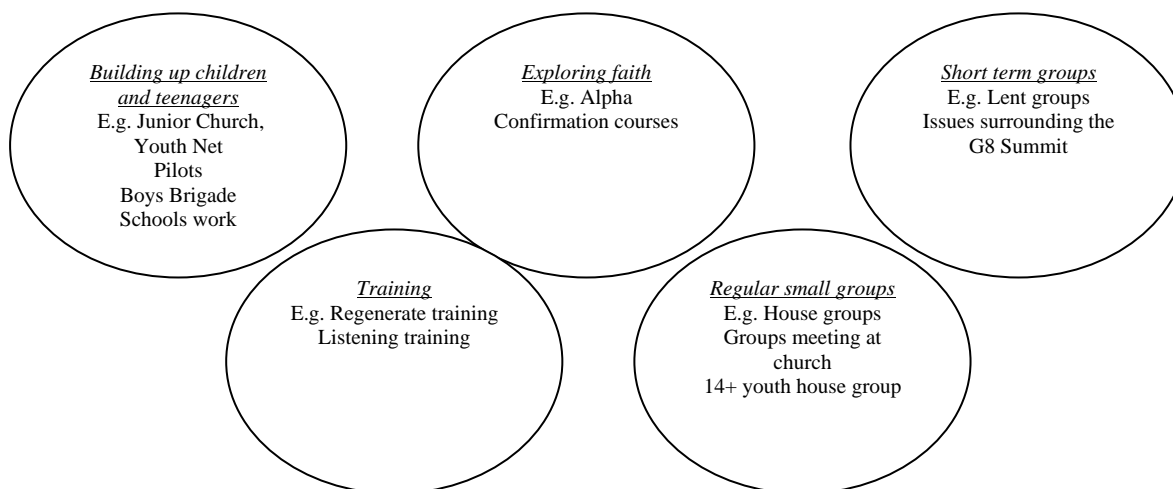 Building up children
and teenagers
E.g. Junior Church,
Youth Net
Pilots
Boys Brigade
Schools work
Exploring faith
E.g. Alpha
Confirmation courses
Short term groups
E.g. Lent groups
Issues surrounding the
G8 Summit
Training
E.g. Regenerate training
Listening training
Regular small groups
E.g. House groups
Groups meeting at
church
14+ youth house group